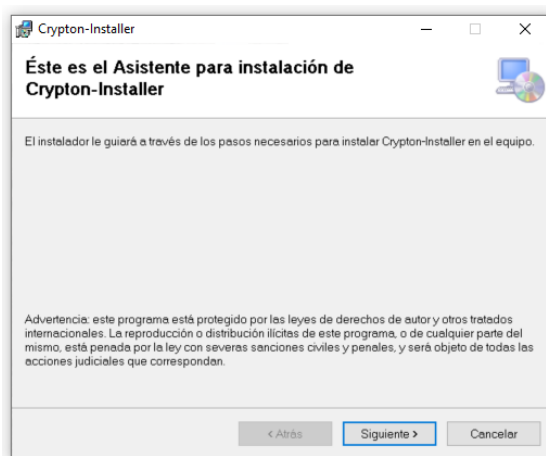 Crypton-Installer
Éste es el Asistente para instalación de
Crypton-Installer
El instalador le guiará a través de los pasos necesarios para instalar Crypton-Installer en el equipo.
Advertencia: este programa está protegido por las leyes de derechos de autor y otros tratados
internacionales. La reproducción o distribución ilícitas de este programa, o de cualquier parte del
mismo, está penada por la ley con severas sanciones civiles y penales, y será objeto de todas las
acciones judiciales que correspondan.
< Atrás Siguiente > Cancelar